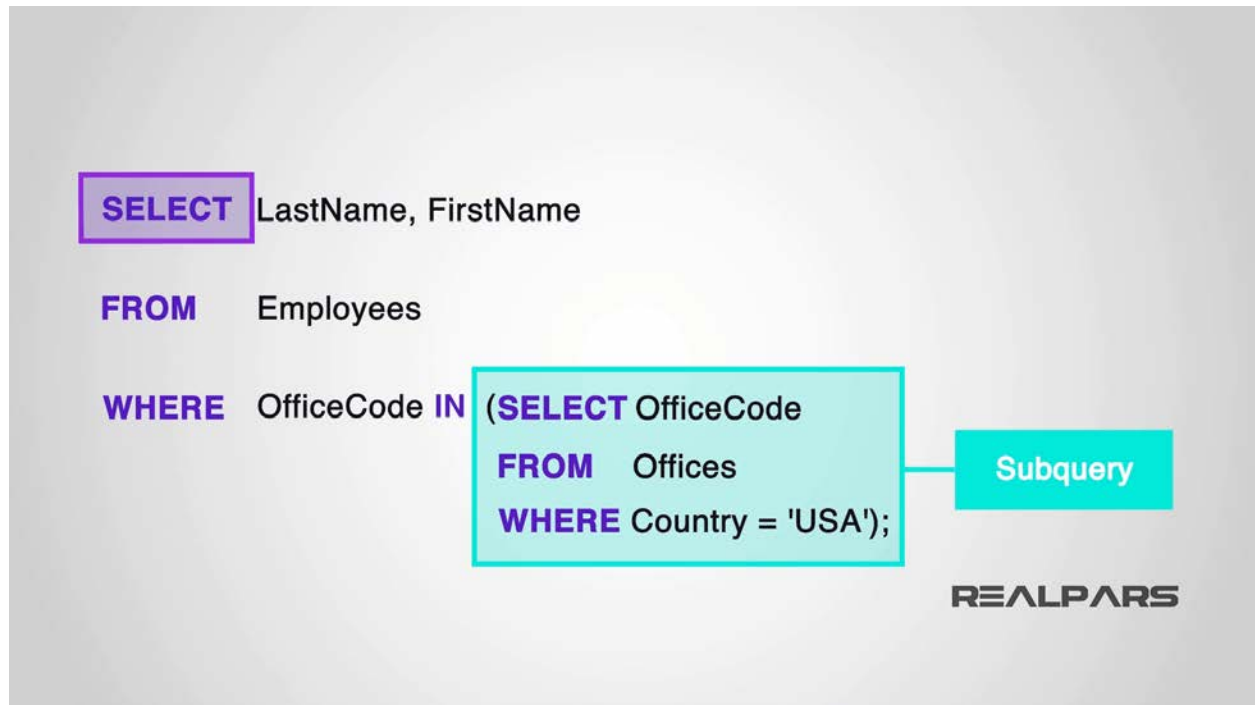 SELECT LastName, FirstName
FROM Employees
WHERE OfficeCode IN (SELECT OfficeCode
FROM Offices
WHERE Country = 'USA');
Subquery
REALPARS